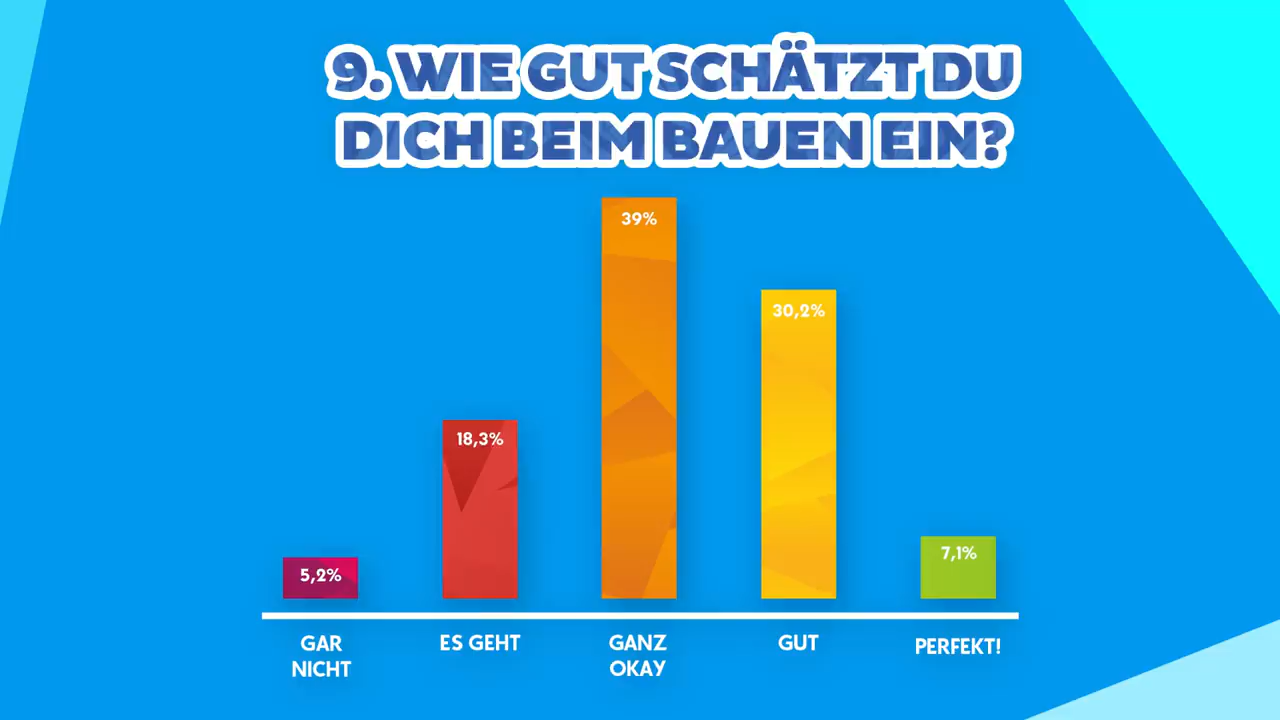 9. WIE GUT SCHÄTZT DU
DICH BEIM BAUEN EIN?
39%
30,2%
18,3%
7,1%
5,2%
GAR
NICHT
ES GEHT
GANZ
OKAY
GUT
PERFEKT!